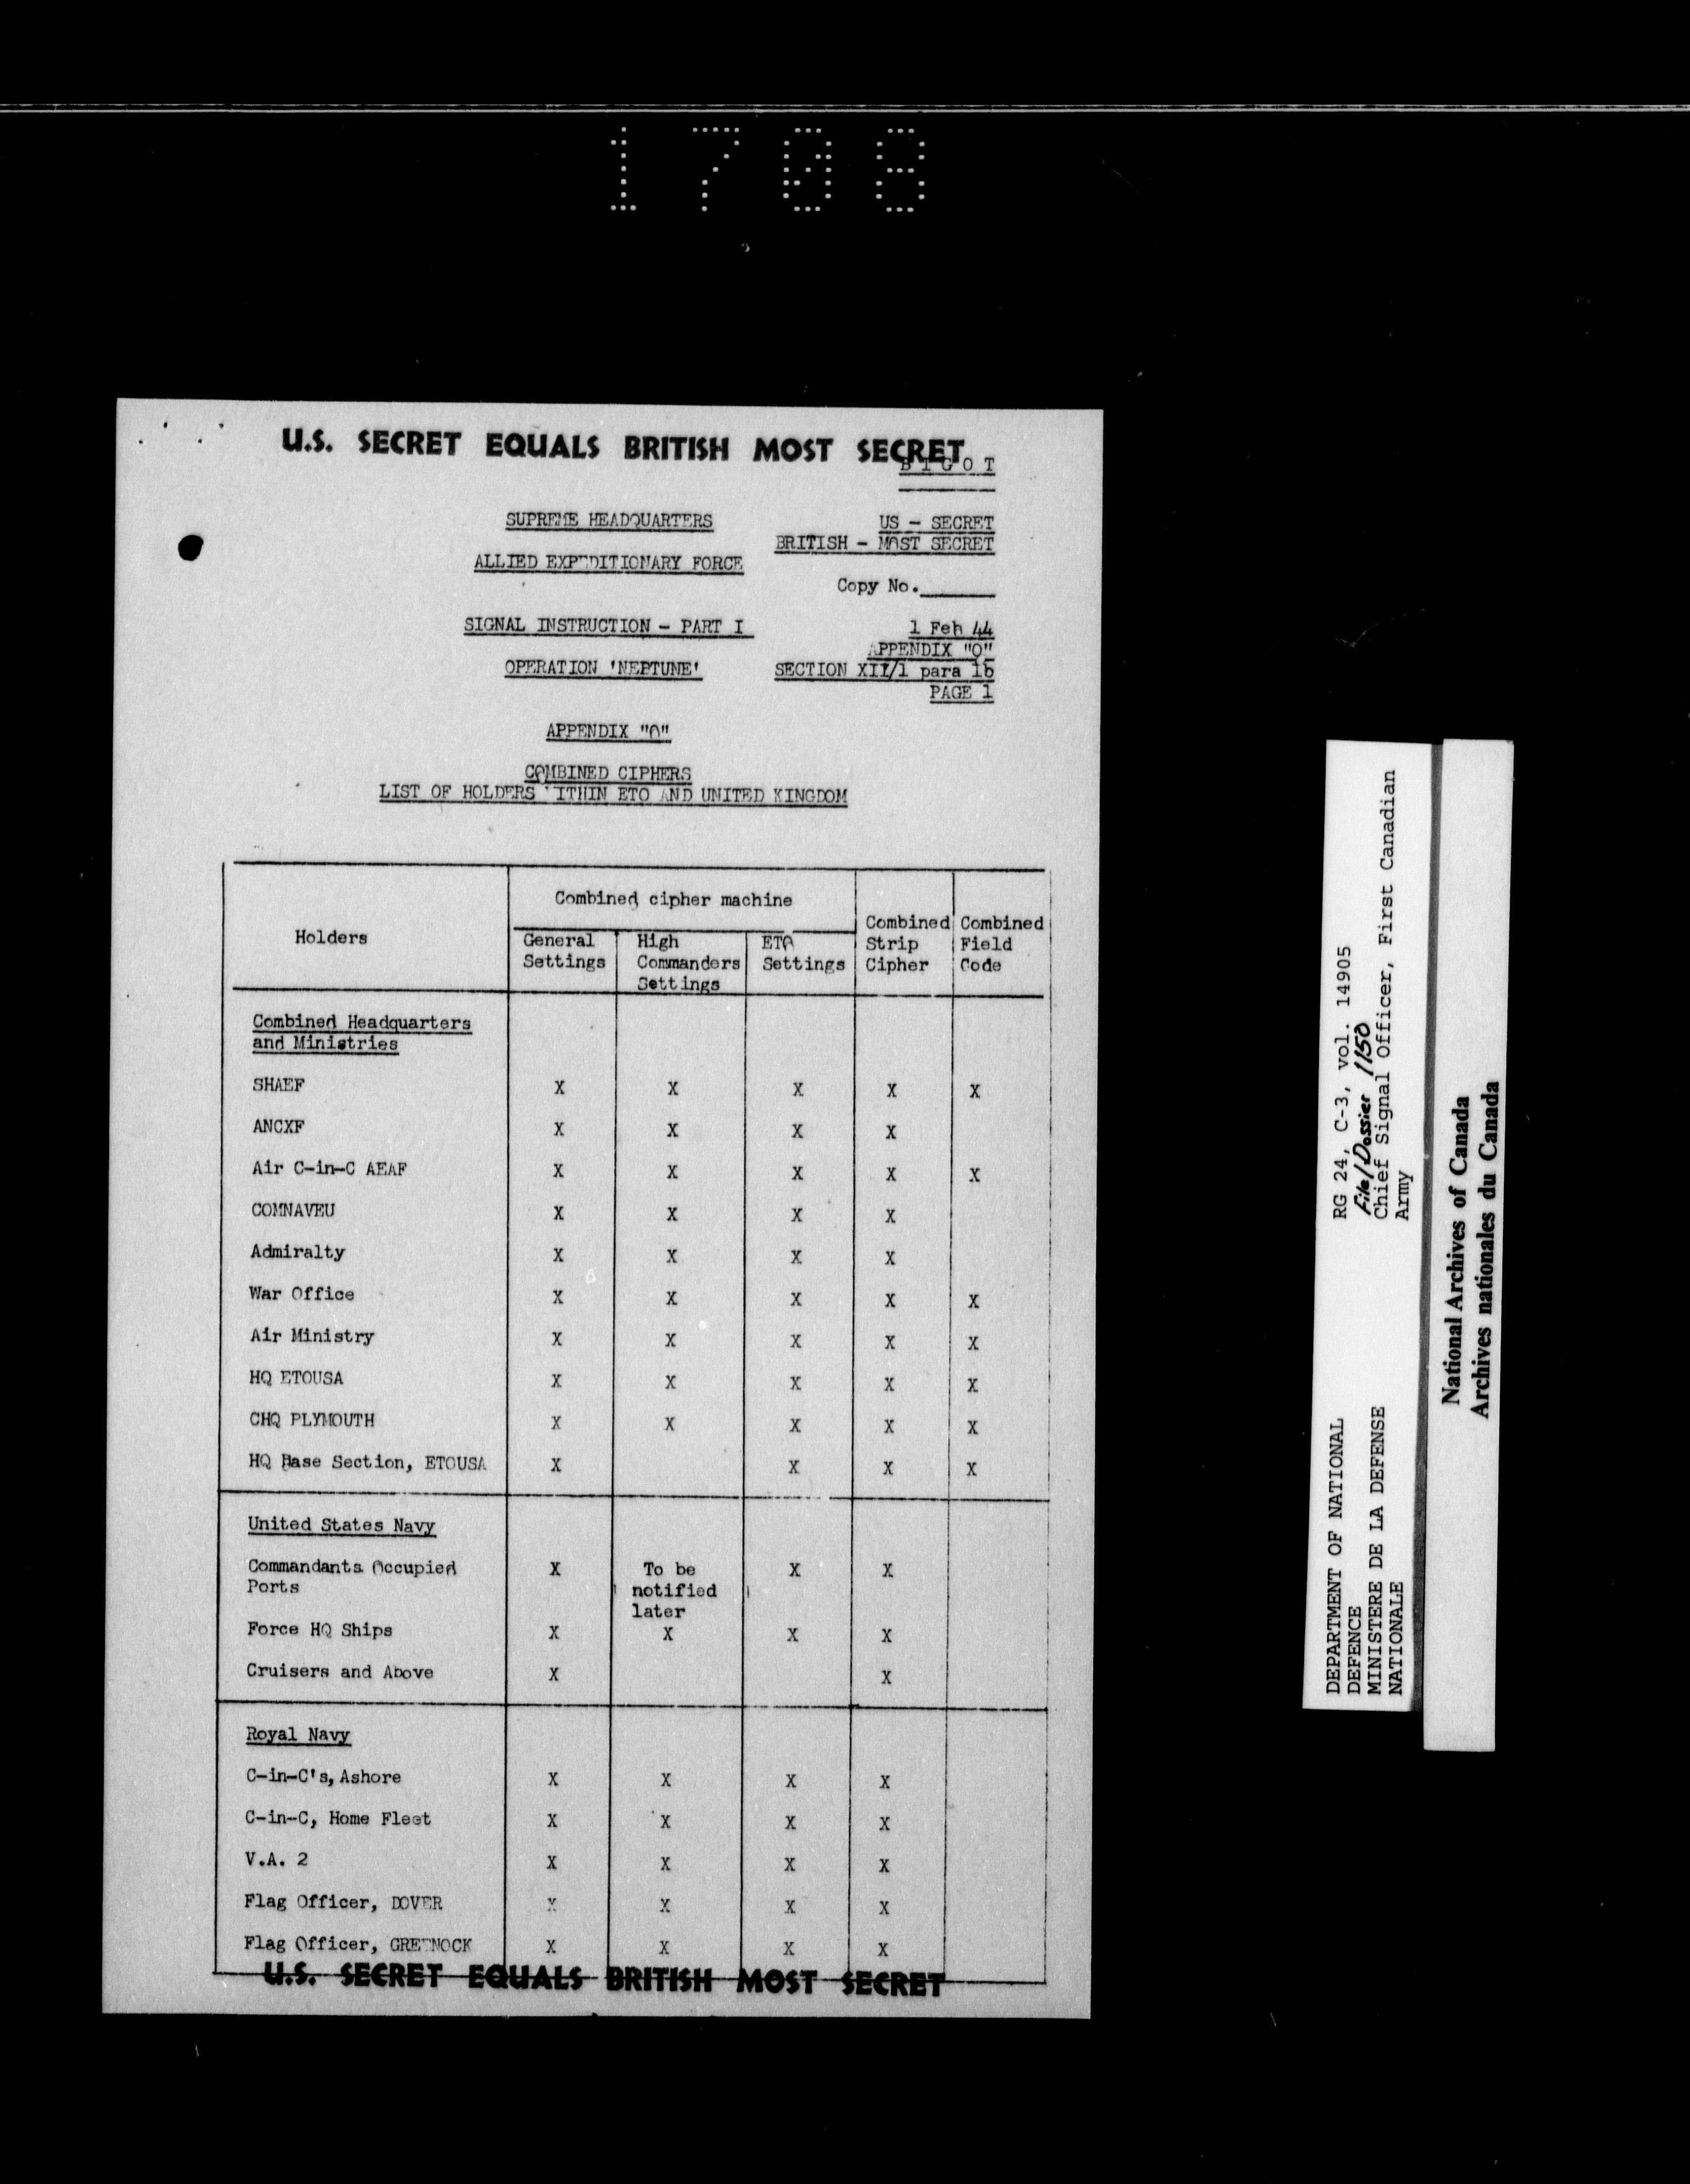 1708
U.S. SECRET EQUALS BRITISH MOST SECRET
BIGOT
SUPREME HEADQUARTERS
US - SECRET
BRITISH - MOST SECRET
ALLIED EXPEDITIONARY FORCE
Copy No.
SIGNAL INSTRUCTION - PART I
1 Feb 44
APPENDIX "O"
OPERATION 'NEPTUNE'
SECTION XII/1 para 16
PAGE 1
APPENDIX "O"
COMBINED CIPHERS
LIST OF HOLDERS WITHIN ETO AND UNITED KINGDOM
Holders
Combined cipher machine
General Settings
High Commanders Settings
ETO Settings
Combined Strip Cipher
Combined Field Code
Combined Headquarters
and Ministries
SHAEF X X X X X
ANCXF X X X X
Air C-in-C AEAF X X X X X
COMNAVEU X X X X
Admiralty X X X X
War Office X X X X X
Air Ministry X X X X X
HQ ETOUSA X X X X X
CHQ PLYMOUTH X X X X X
HQ Base Section, ETOUSA X X X X
United States Navy
Commandants Occupied Ports X To be notified later X X
Force HQ Ships X X X X
Cruisers and Above X X
Royal Navy
C-in-C's, Ashore X X X X
C-in-C, Home Fleet X X X X
V.A. 2 X X X X
Flag Officer, DOVER X X X X
Flag Officer, GREENOCK X X X X
U.S. SECRET EQUALS BRITISH MOST SECRET
DEPARTMENT OF NATIONAL
DEFENCE
MINISTERE DE LA DEFENSE
NATIONALE
RG 24, C-3, vol. 14905
File/Dossier 1150
Chief Signal Officer, First Canadian
Army
National Archives of Canada
Archives nationales du Canada